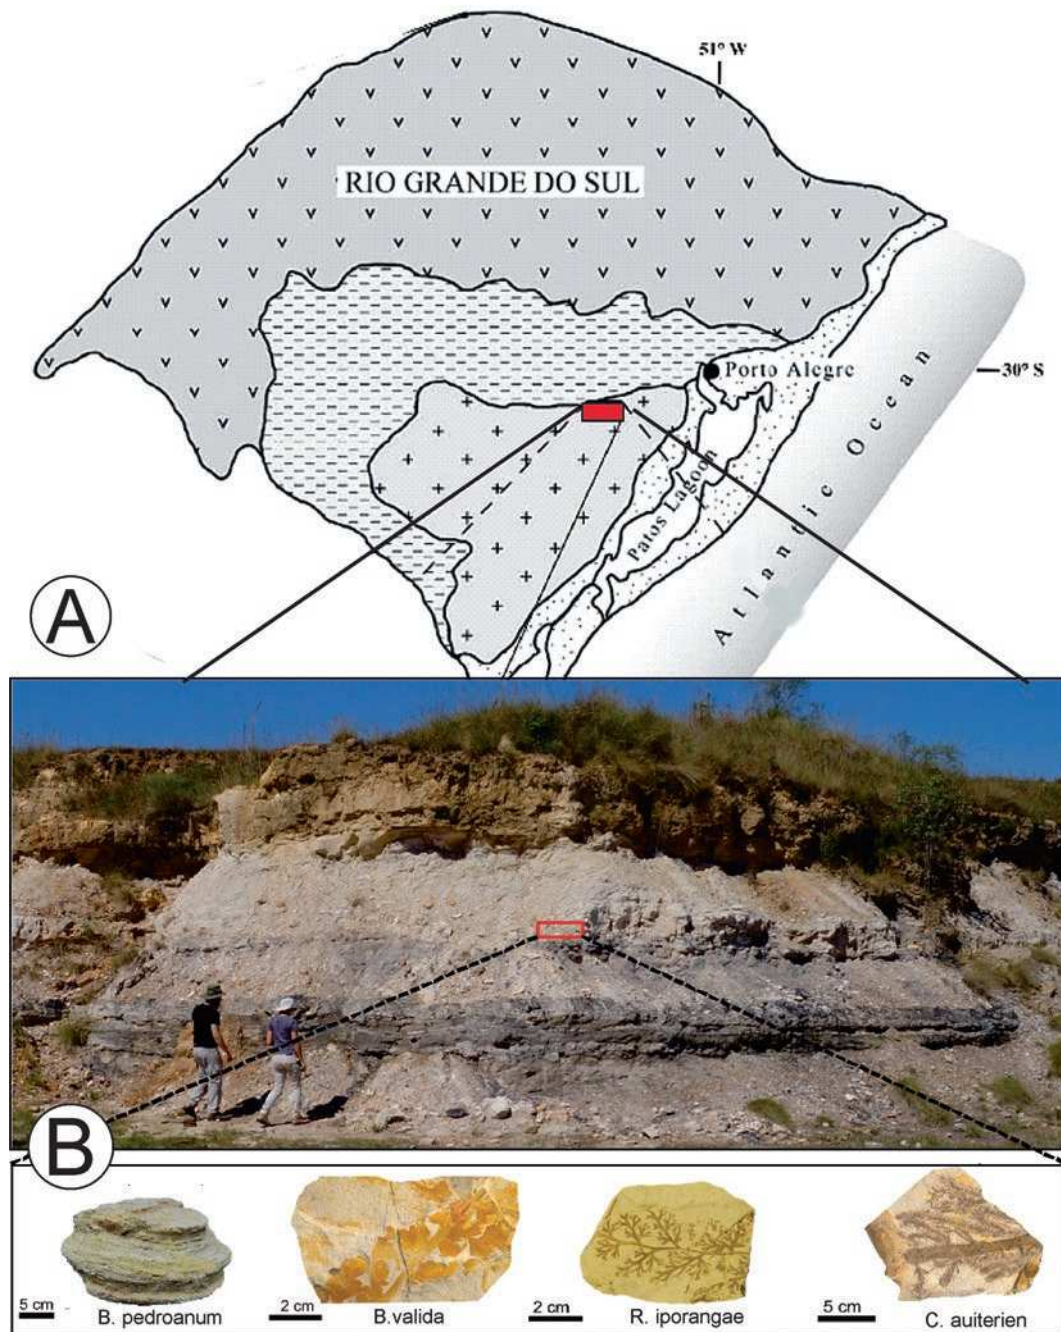 51° W
RIO GRANDE DO SUL
Porto Alegre
30° S
Patos Lagoon
Atlantic Ocean
A
B
5 cm
B. pedroanum
2 cm
B.valida
2 cm
R. iporangae
5 cm
C. auiterien